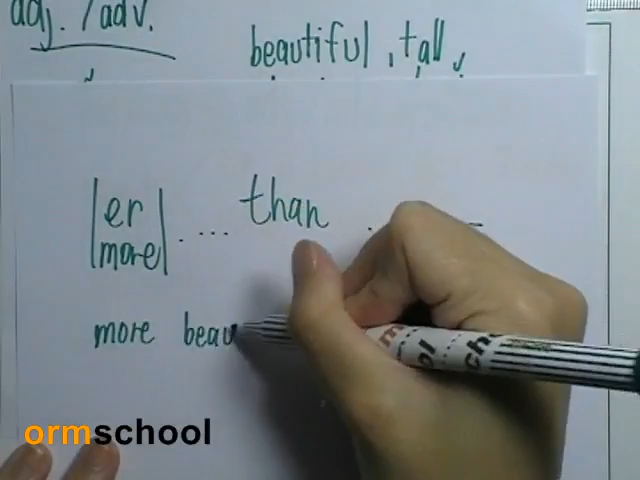 adj. / adv.
beautiful, tall,
er
more
.... than ..
more beau
ormschool